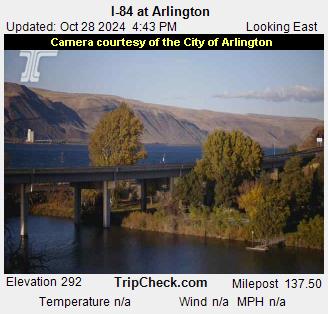 I-84 at Arlington
Updated: Oct 28 2024 4:43 PM Looking East
Camera courtesy of the City of Arlington
Elevation 292 TripCheck.com Milepost 137.50
Temperature n/a Wind n/a MPH n/a